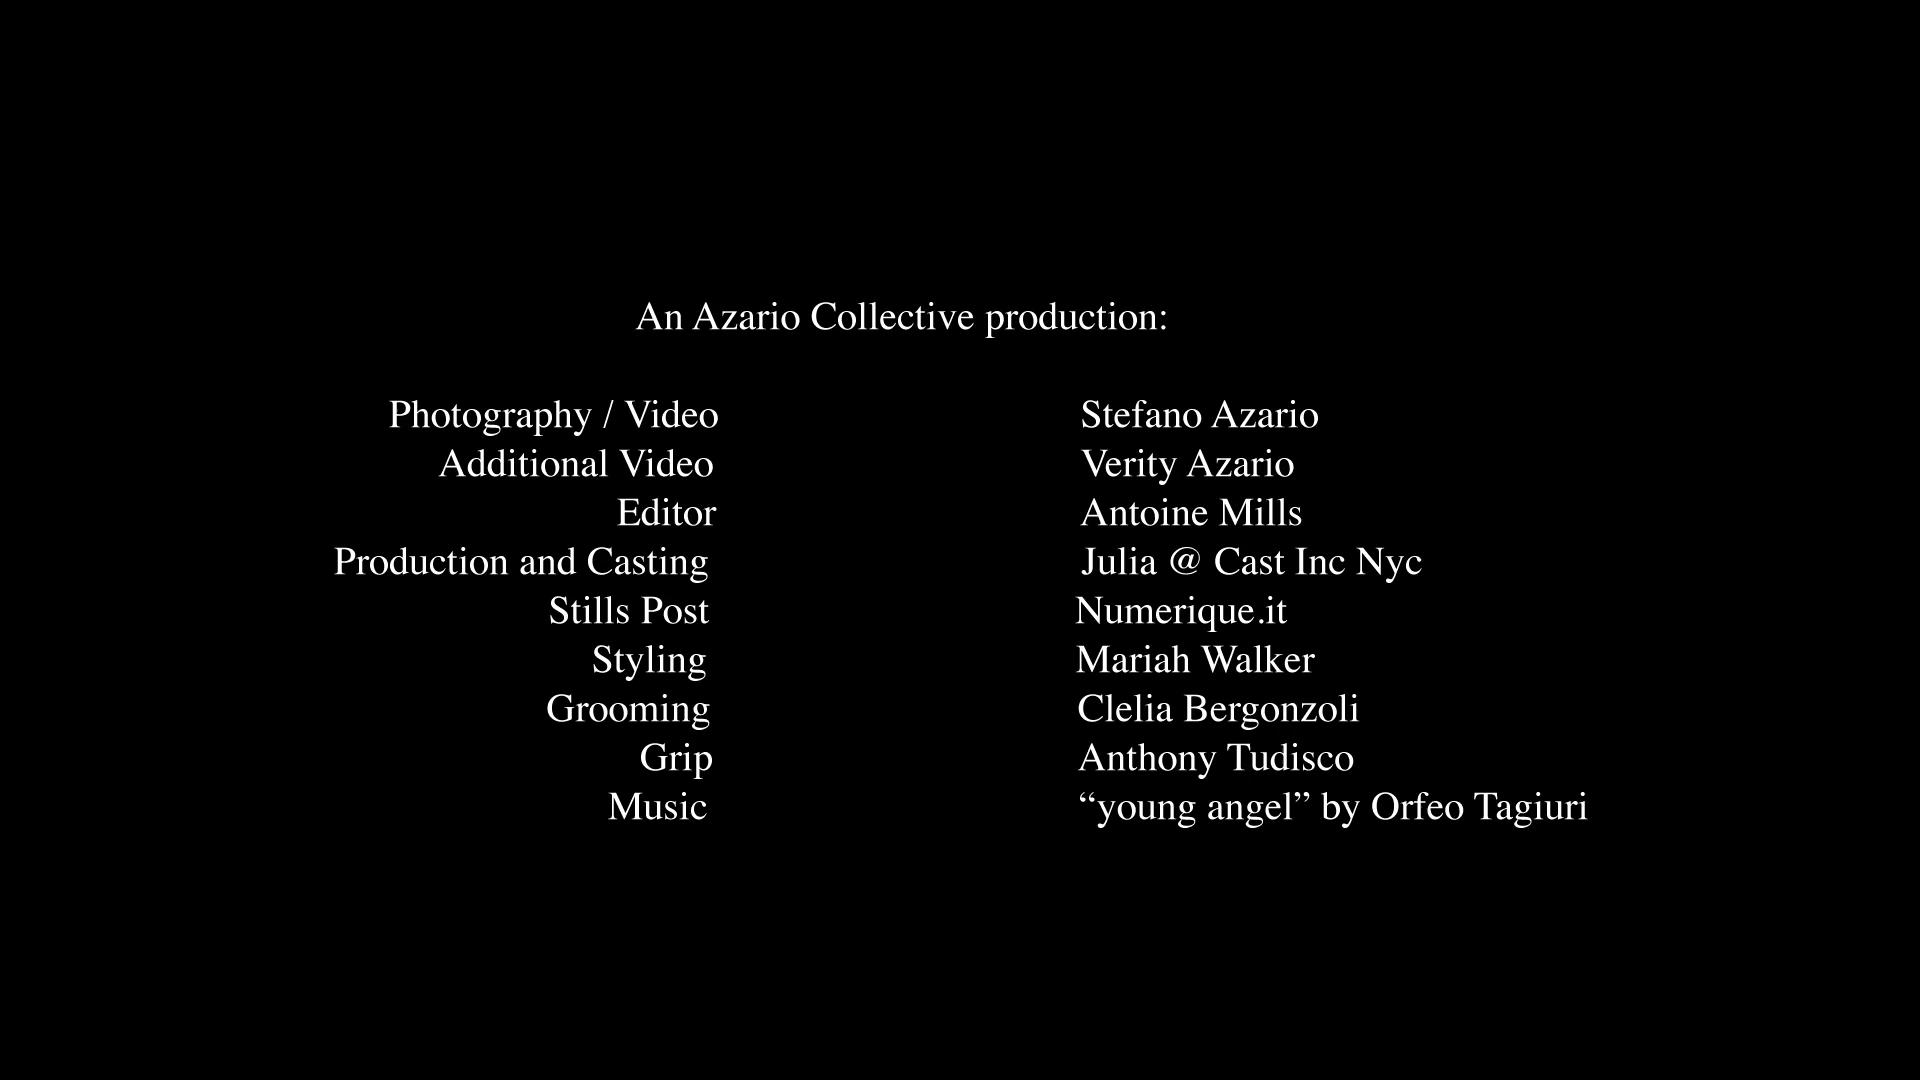 An Azario Collective production:
Photography / Video Stefano Azario
Additional Video Verity Azario
Editor Antoine Mills
Production and Casting Julia @ Cast Inc Nyc
Stills Post Numerique.it
Styling Mariah Walker
Grooming Clelia Bergonzoli
Grip Anthony Tudisco
Music “young angel” by Orfeo Tagiuri